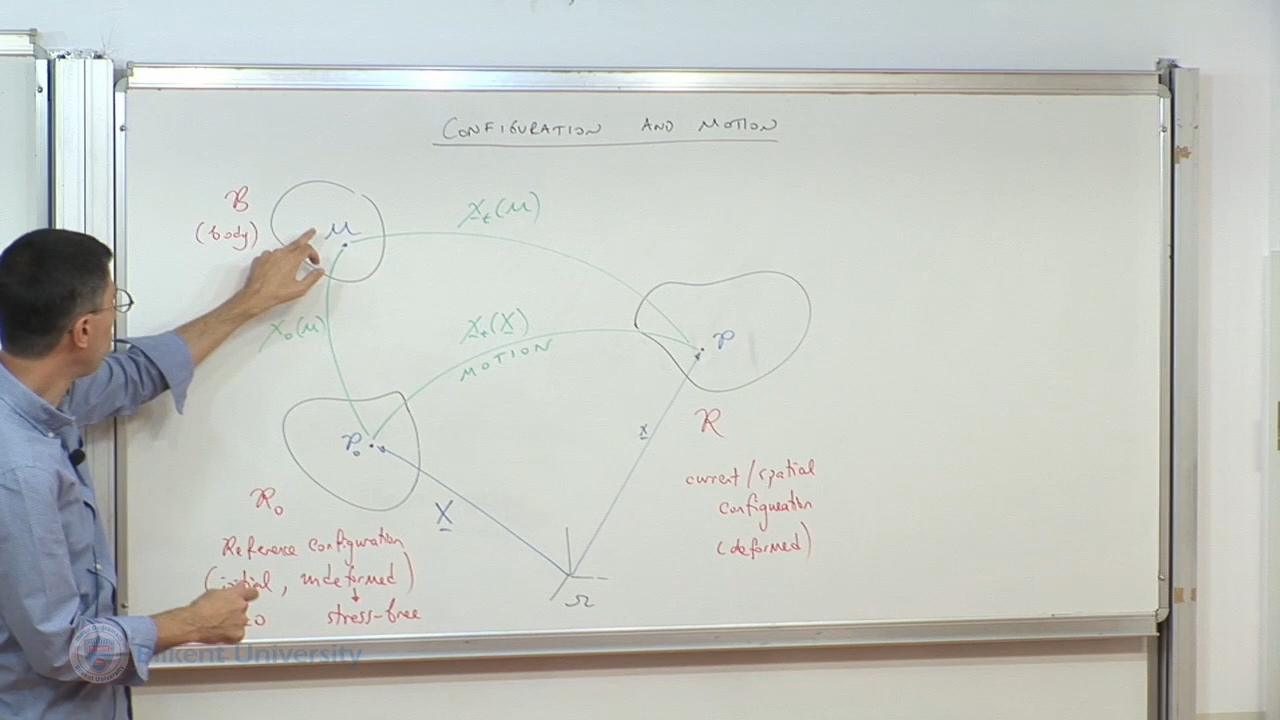 CONFIGURATION AND MOTION
B
(body)
M
χₜ(M)
χ₀(M)
χₜ(X)
MOTION
P
P₀
x
R
X
R₀
current/spatial
configuration
(deformed)
Reference configuration
(initial, undeformed)
stress-free
Ω
Bilkent University